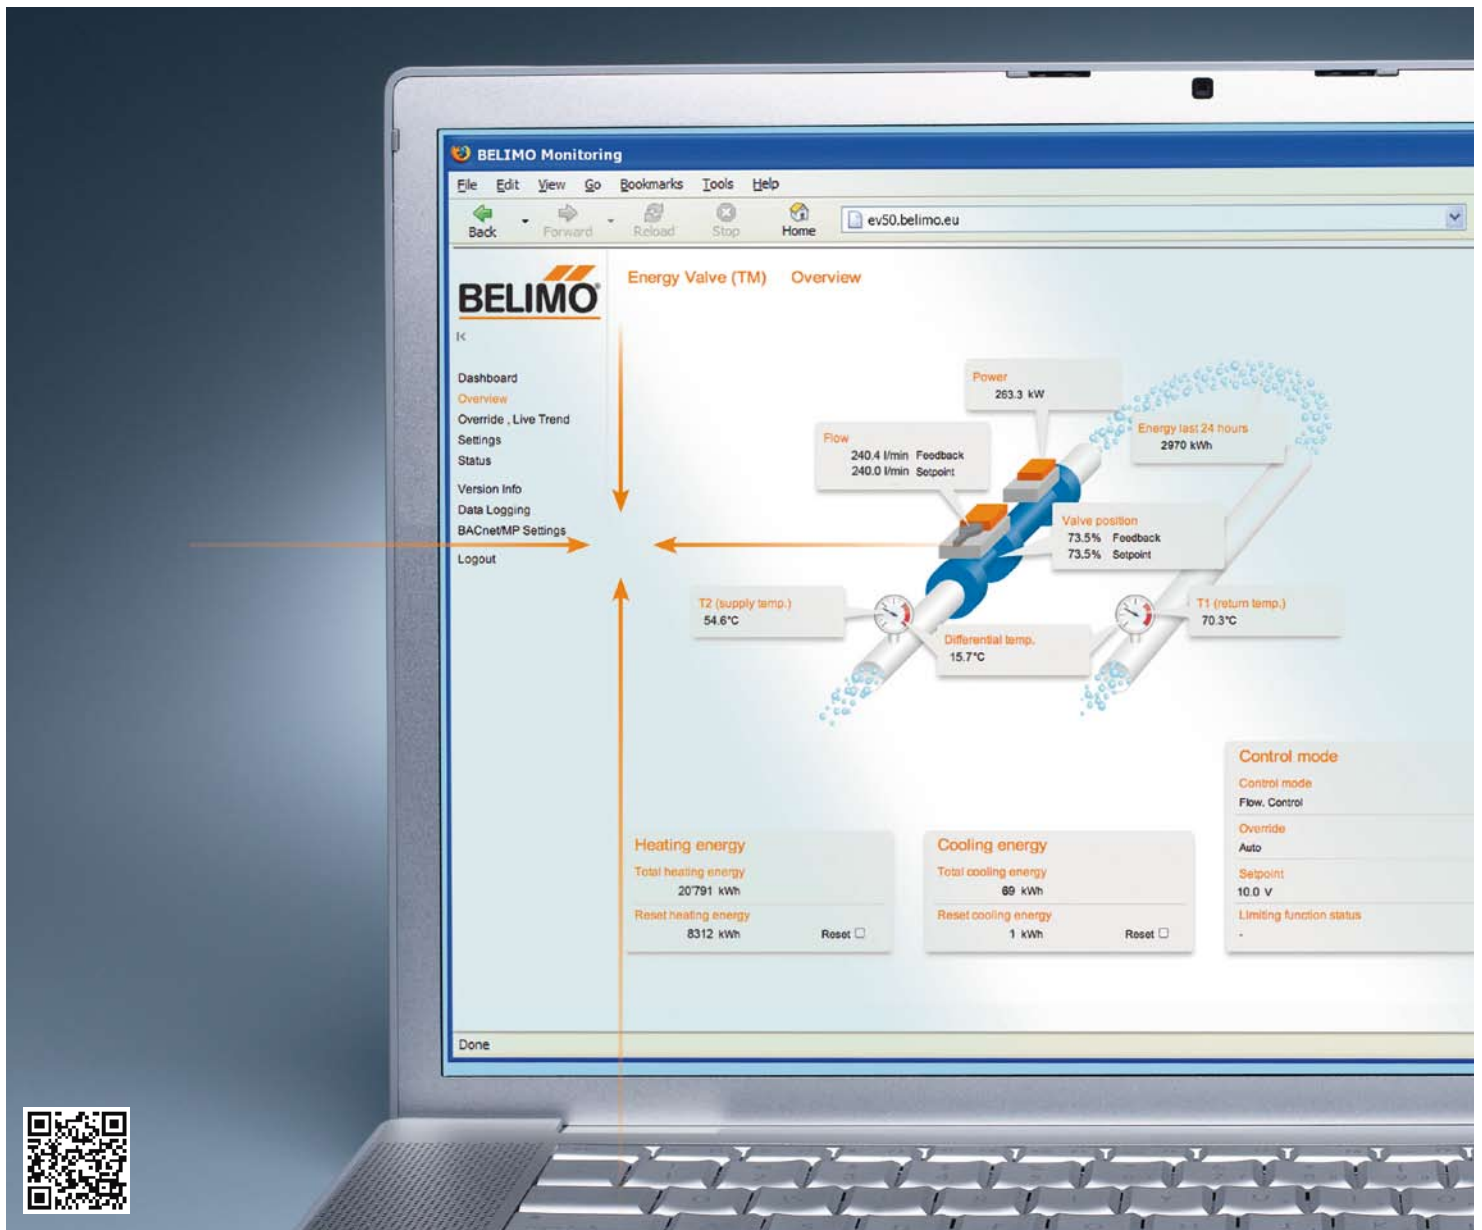 BELIMO Monitoring
File Edit View Go Bookmarks Tools Help
Back Forward Reload Stop Home ev50.belimo.eu
BELIMO®
Energy Valve (TM) Overview
Dashboard
Overview
Override , Live Trend
Settings
Status
Version Info
Data Logging
BACnet/MP Settings
Logout
Power
263.3 kW
Flow
240.4 l/min Feedback
240.0 l/min Setpoint
Energy last 24 hours
2970 kWh
Valve position
73.5% Feedback
73.5% Setpoint
T2 (supply temp.)
54.6°C
Differential temp.
15.7°C
T1 (return temp.)
70.3°C
Heating energy
Total heating energy
20'791 kWh
Reset heating energy
8312 kWh Reset
Cooling energy
Total cooling energy
69 kWh
Reset cooling energy
1 kWh Reset
Control mode
Control mode
Flow. Control
Override
Auto
Setpoint
10.0 V
Limiting function status
-
Done